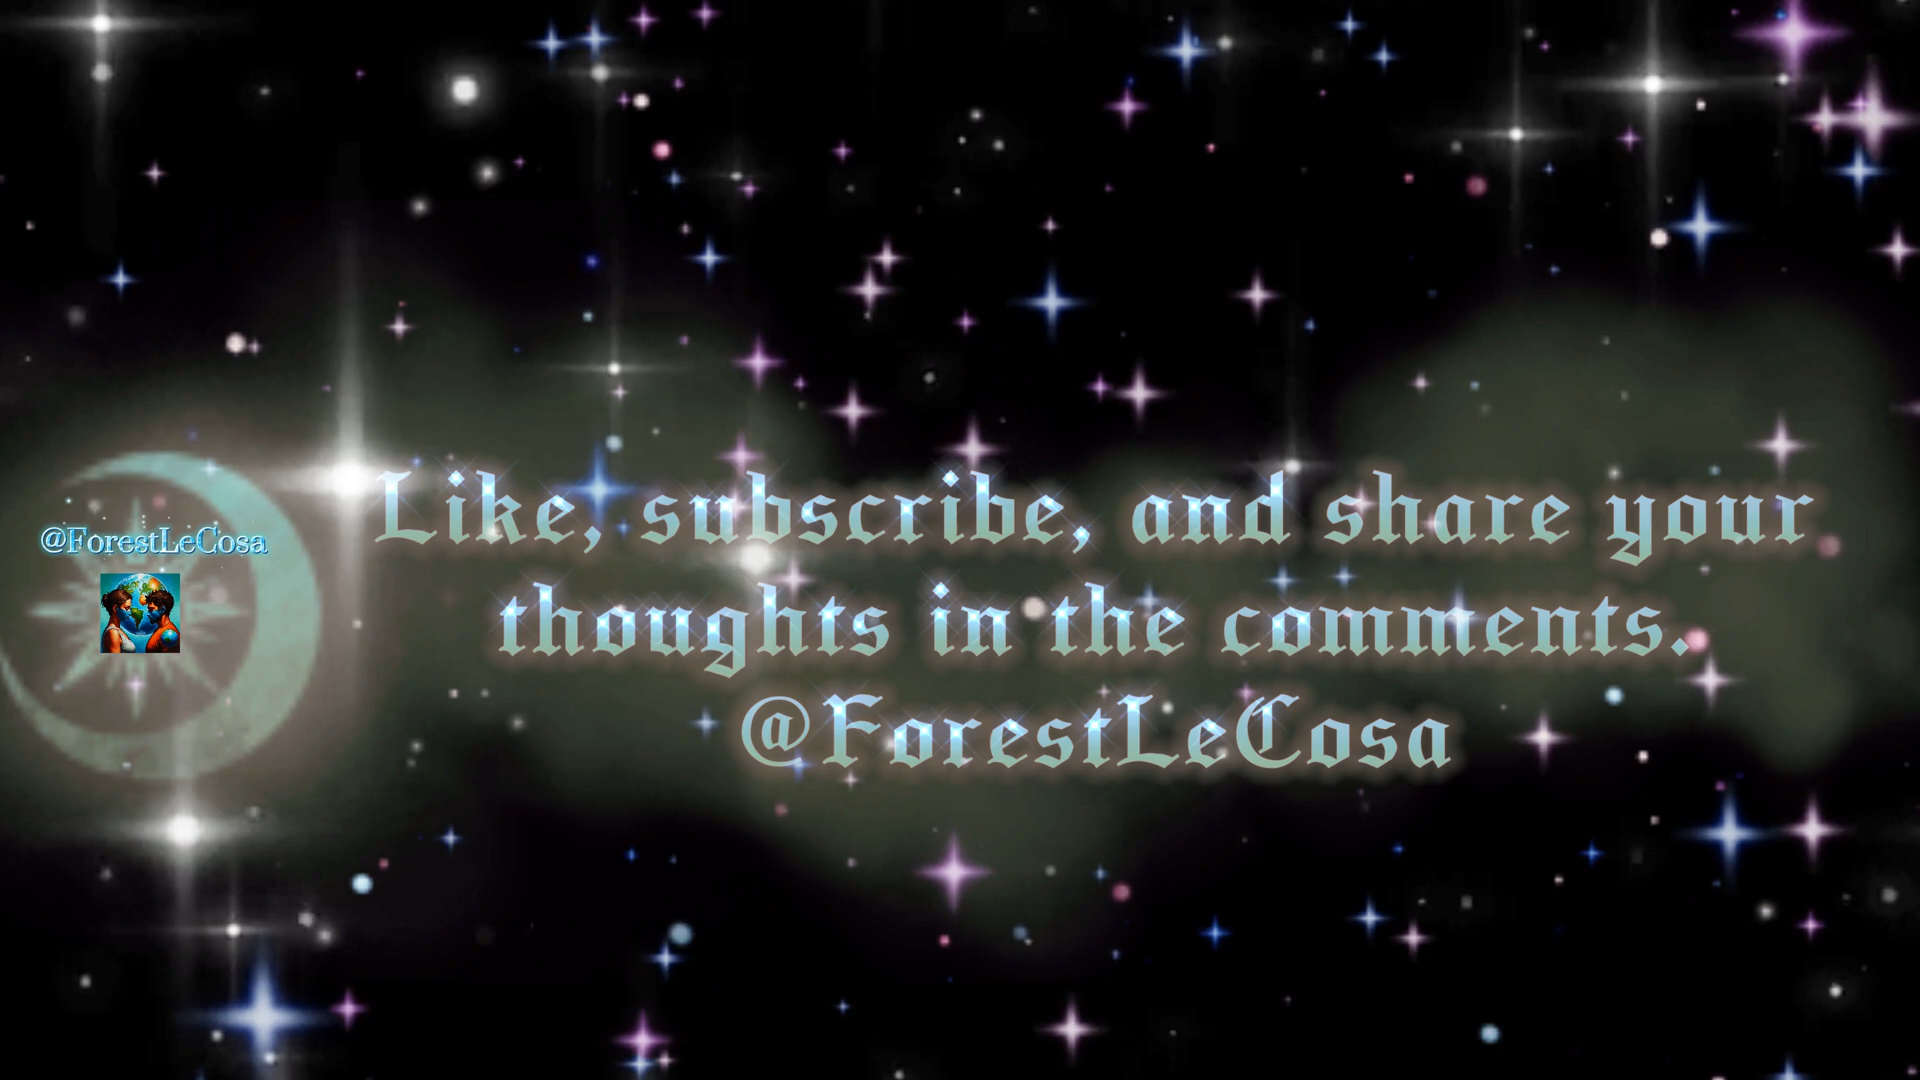 @ForestLeCosa
Like, subscribe, and share your
thoughts in the comments.
@ForestLeCosa